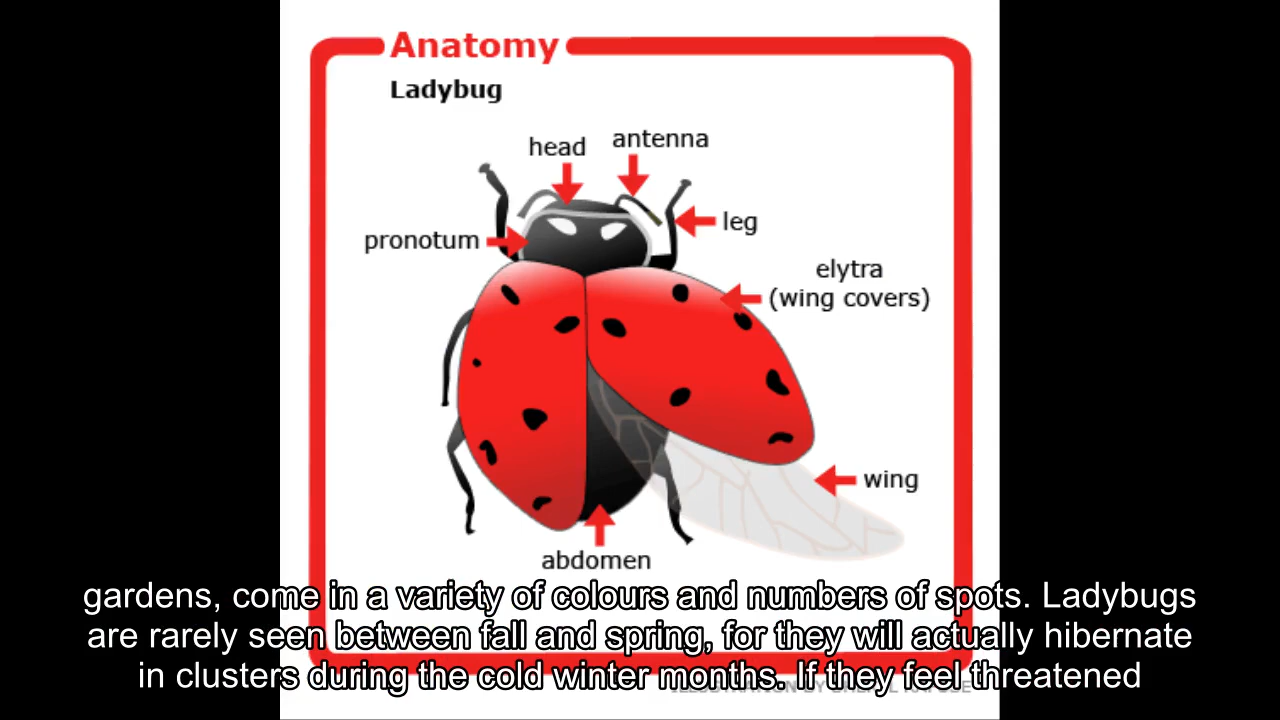 Anatomy
Ladybug
head
antenna
leg
pronotum
elytra
(wing covers)
wing
abdomen
gardens, come in a variety of colours and numbers of spots. Ladybugs
are rarely seen between fall and spring, for they will actually hibernate
in clusters during the cold winter months. If they feel threatened